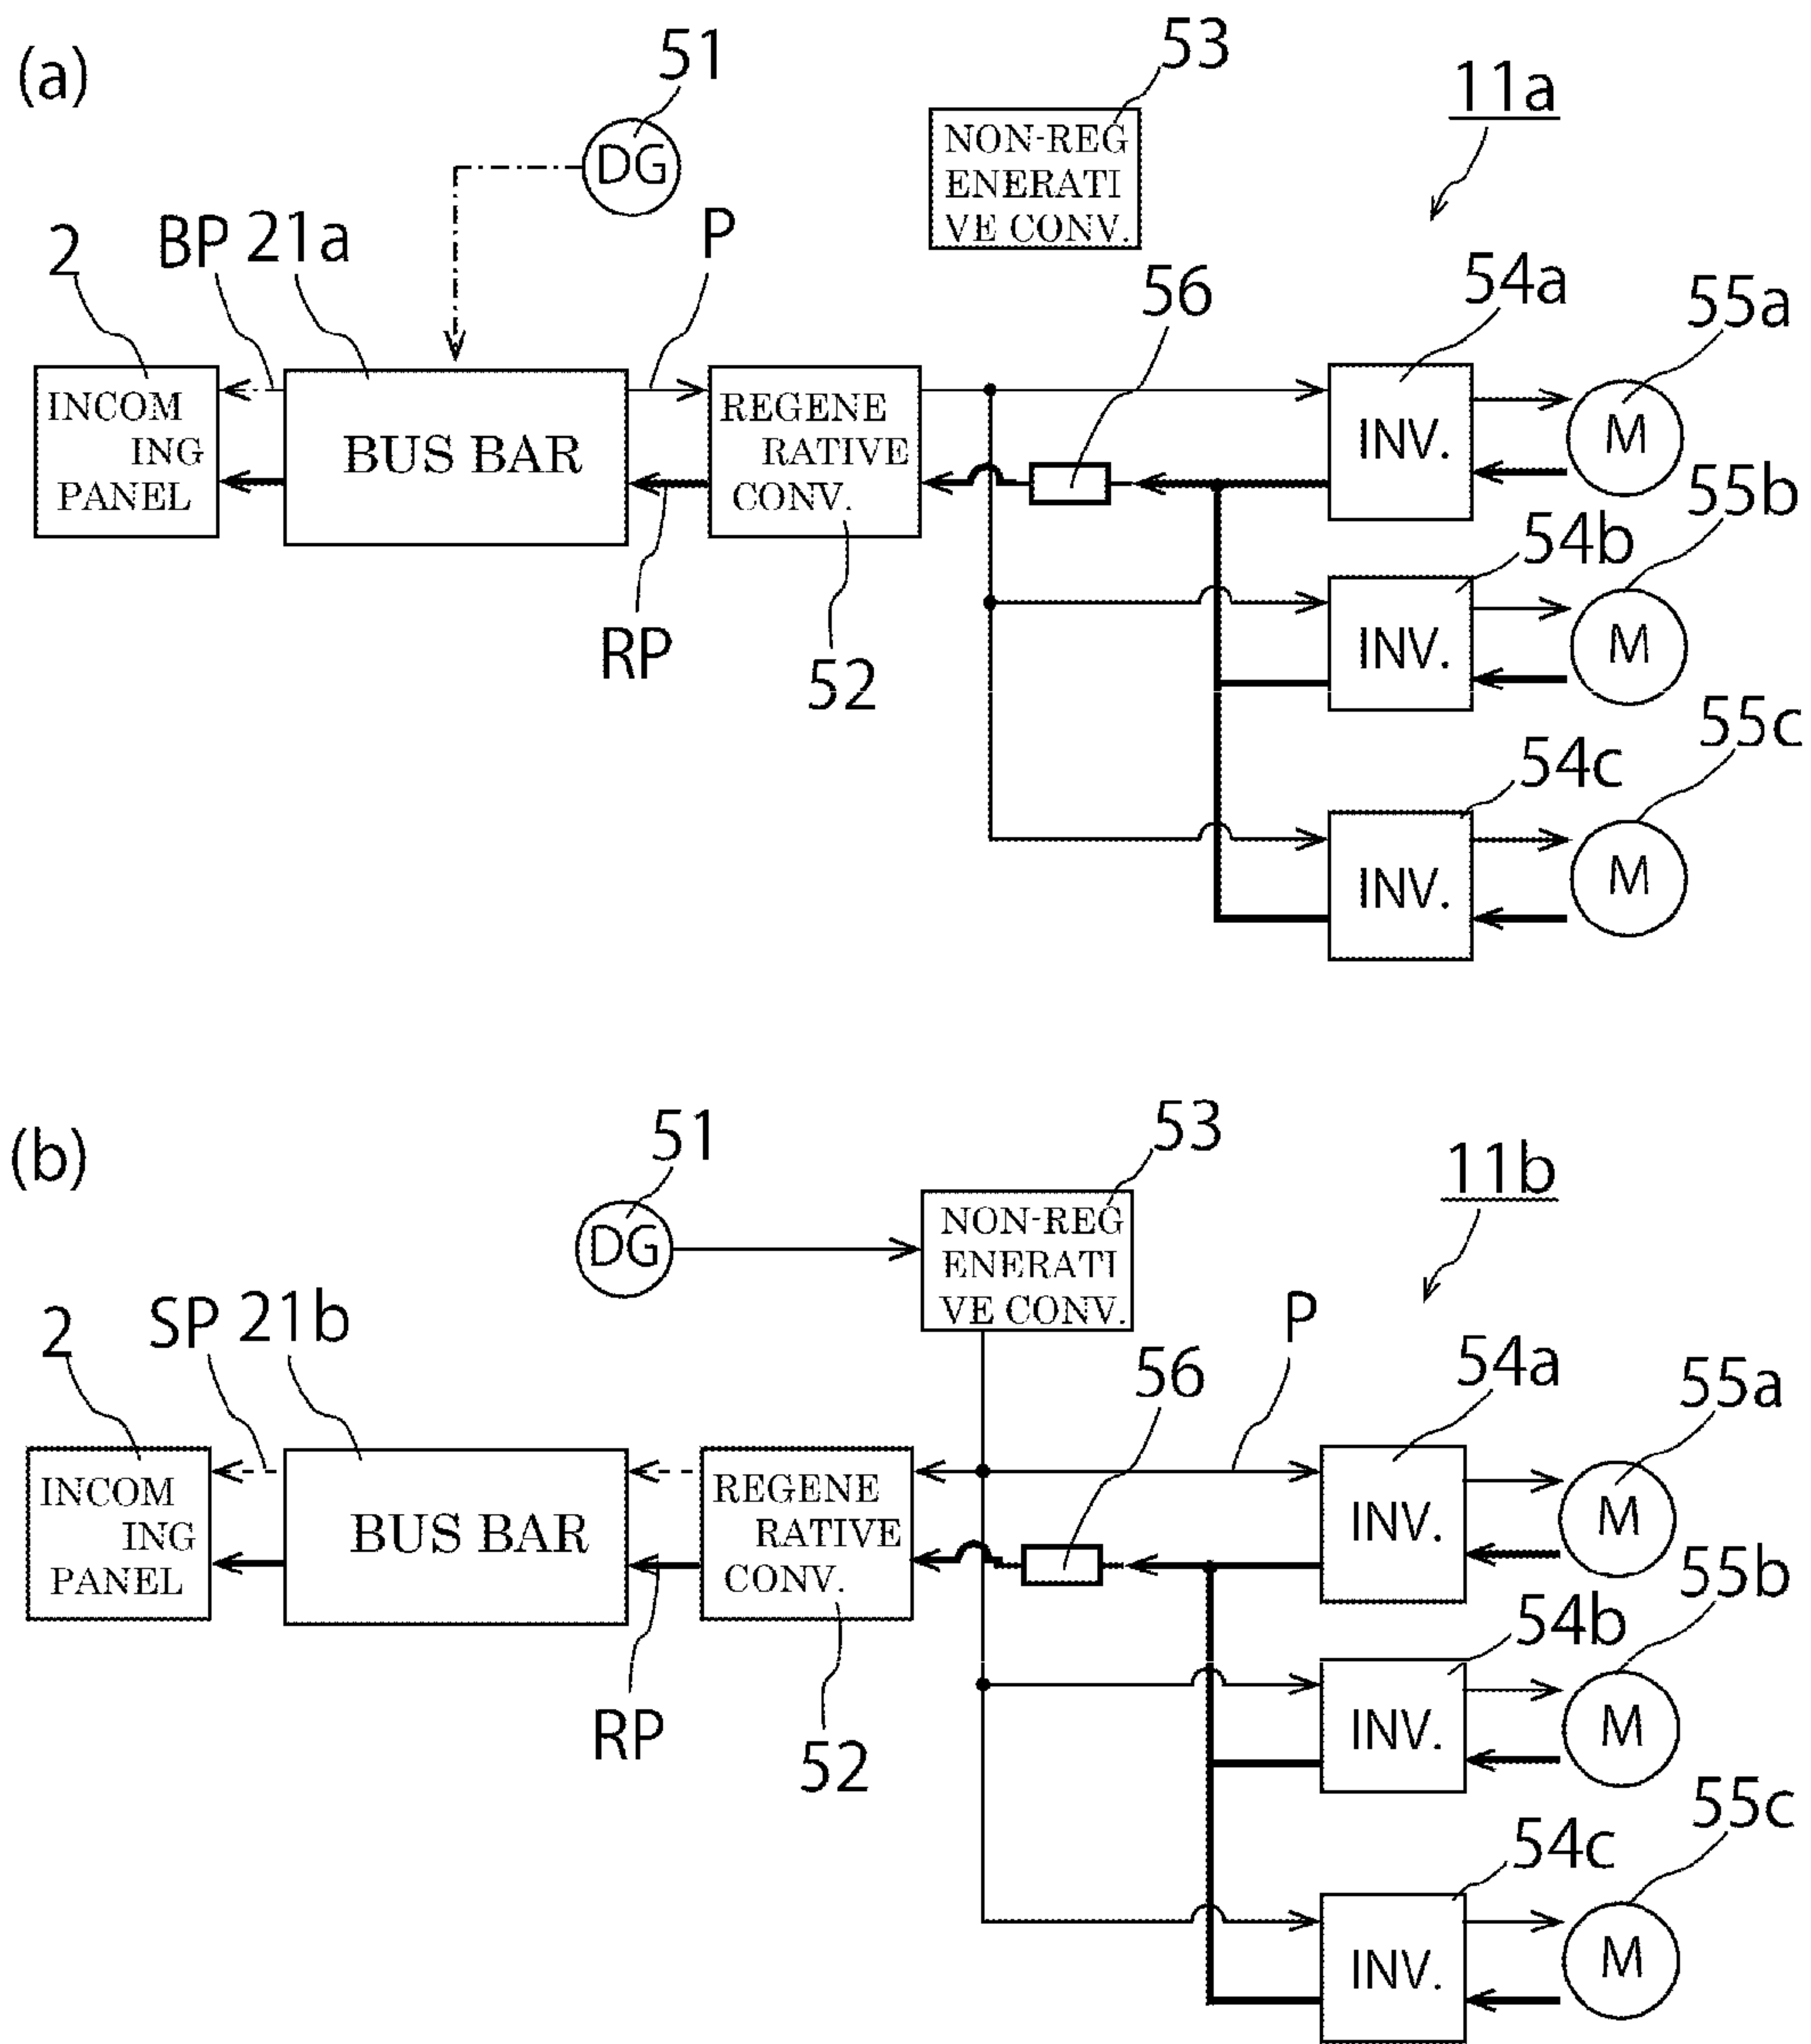 (a)
51
53
11a
DG
NON-REG
ENERATI
VE CONV.
2
BP
21a
P
56
54a
55a
INCOM
ING
PANEL
BUS BAR
REGENE
RATIVE
CONV.
INV.
M
RP
52
54b
55b
INV.
M
54c
55c
INV.
M
(b)
51
53
11b
DG
NON-REG
ENERATI
VE CONV.
2
SP
21b
P
56
54a
55a
INCOM
ING
PANEL
BUS BAR
REGENE
RATIVE
CONV.
INV.
M
RP
52
54b
55b
INV.
M
54c
55c
INV.
M